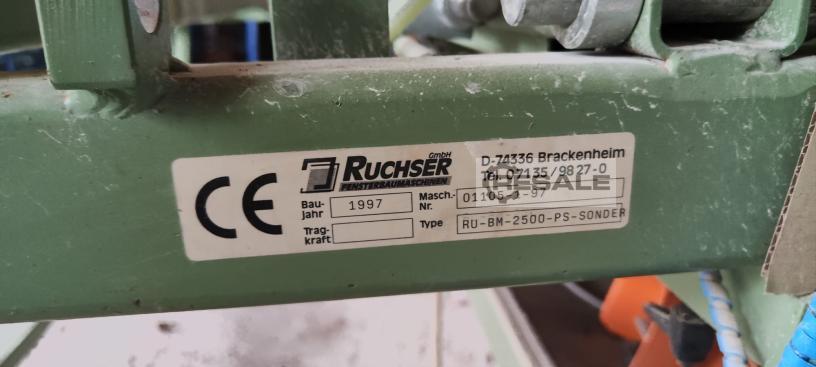 CE
RUCHSER GmbH
FENSTERBAUMASCHINEN
D-74336 Brackenheim
Tel. 07135/9827-0
Bau-
jahr
1997
Masch.-
Nr.
Trag-
kraft
Type
RU-BM-2500-PS-SONDER
RESALE